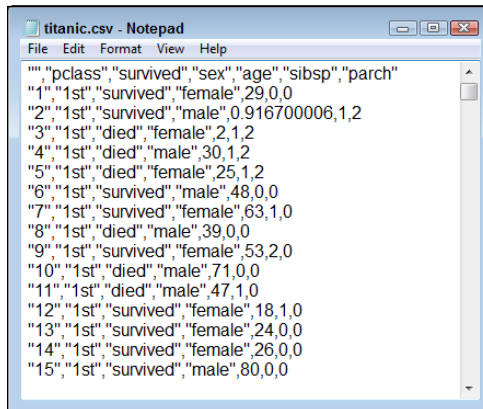 titanic.csv - Notepad
File Edit Format View Help
"","pclass","survived","sex","age","sibsp","parch"
"1","1st","survived","female",29,0,0
"2","1st","survived","male",0.916700006,1,2
"3","1st","died","female",2,1,2
"4","1st","died","male",30,1,2
"5","1st","died","female",25,1,2
"6","1st","survived","male",48,0,0
"7","1st","survived","female",63,1,0
"8","1st","died","male",39,0,0
"9","1st","survived","female",53,2,0
"10","1st","died","male",71,0,0
"11","1st","died","male",47,1,0
"12","1st","survived","female",18,1,0
"13","1st","survived","female",24,0,0
"14","1st","survived","female",26,0,0
"15","1st","survived","male",80,0,0